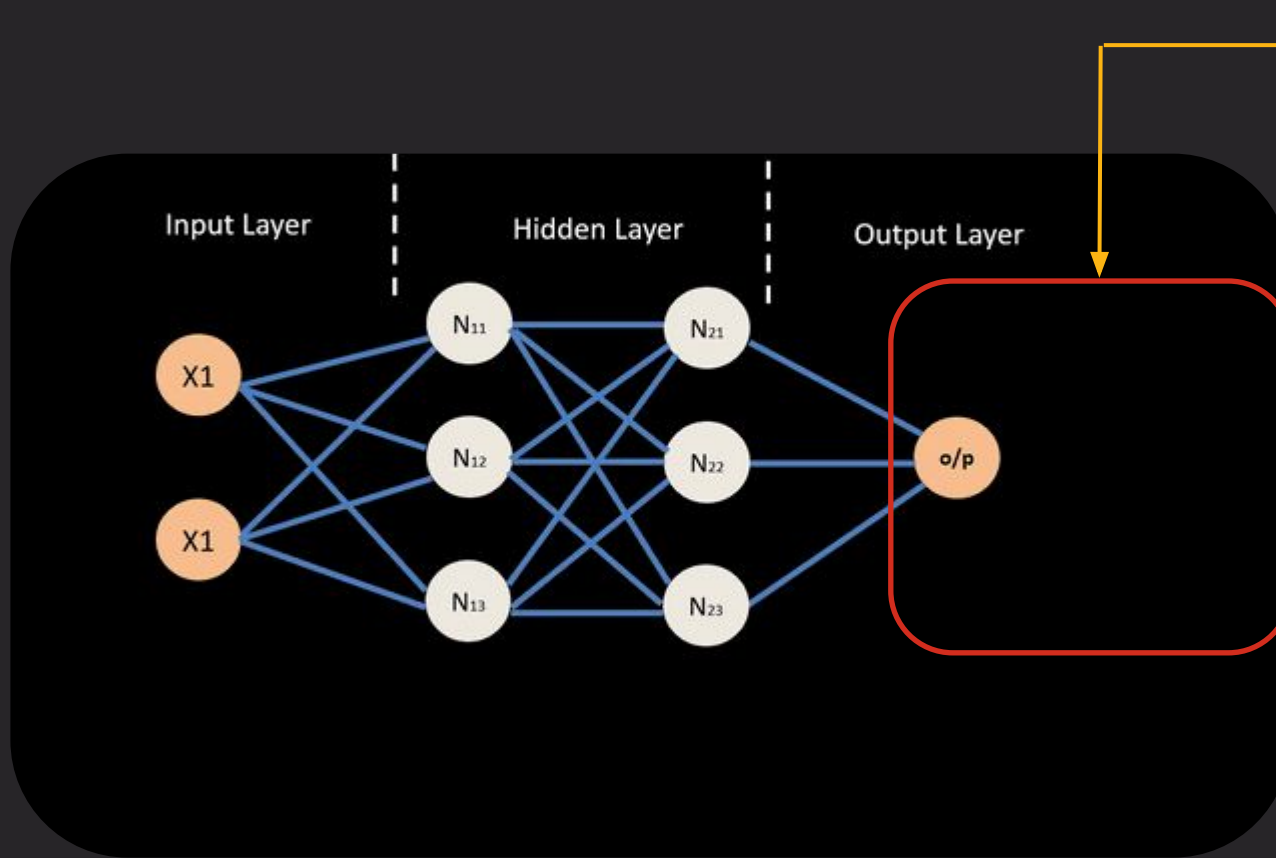 Input Layer
Hidden Layer
Output Layer
N₁₁
N₂₁
X1
N₁₂
N₂₂
o/p
X1
N₁₃
N₂₃